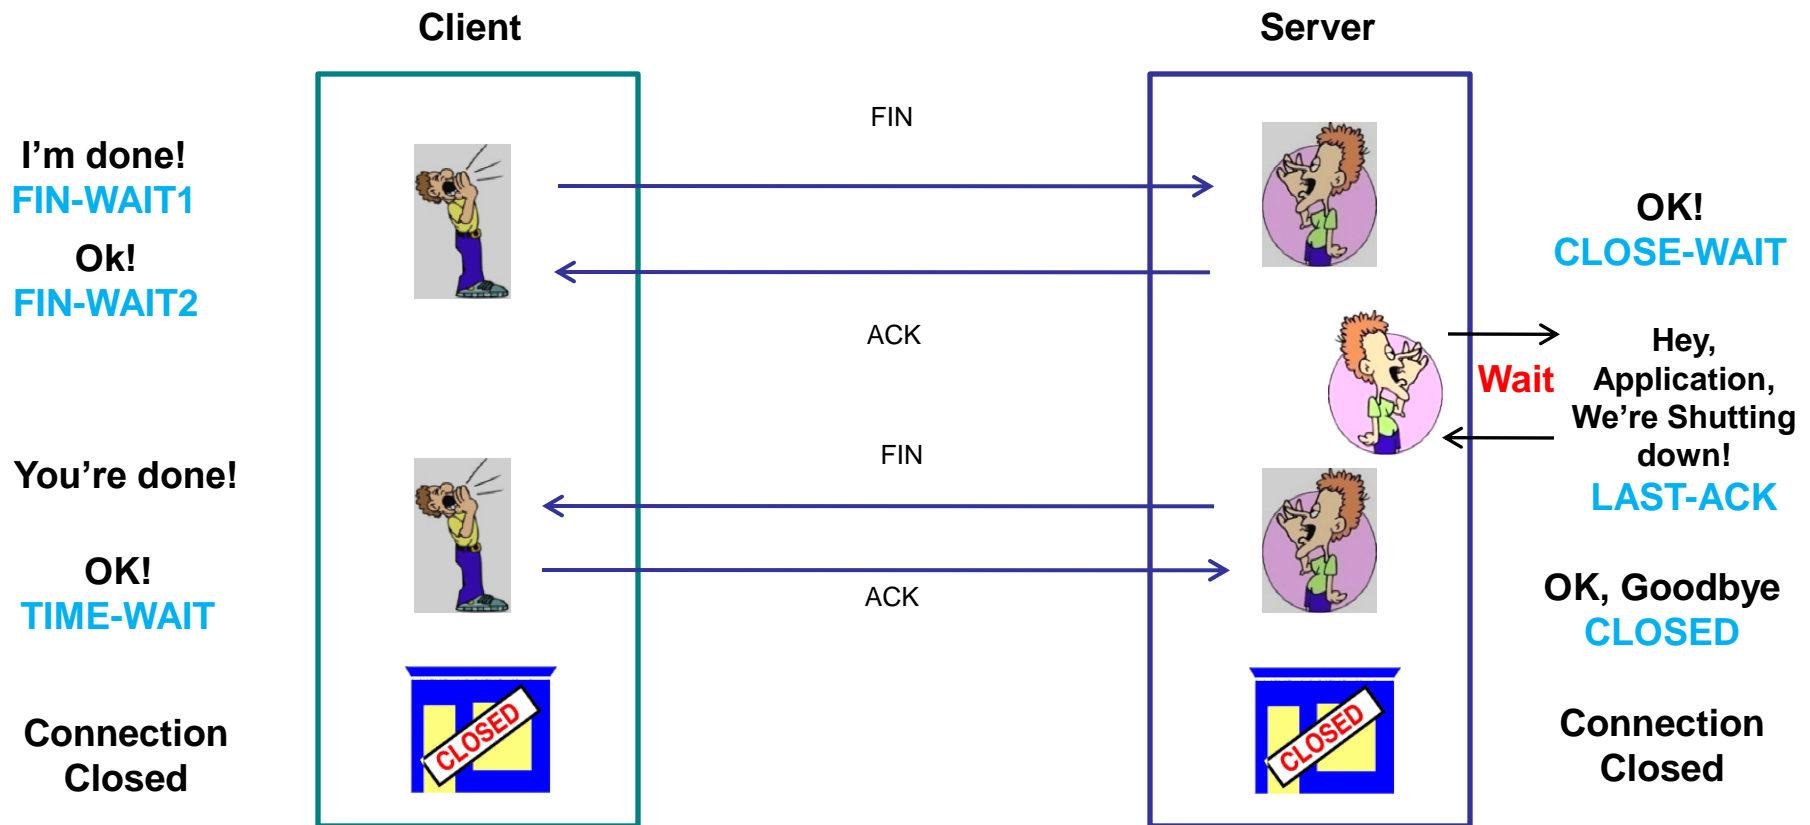 Client
Server
FIN
I’m done!
FIN-WAIT1
OK!
CLOSE-WAIT
Ok!
FIN-WAIT2
ACK
Wait
Hey,
Application,
We’re Shutting
down!
LAST-ACK
FIN
You’re done!
OK!
TIME-WAIT
ACK
OK, Goodbye
CLOSED
CLOSED
CLOSED
Connection
Closed
Connection
Closed